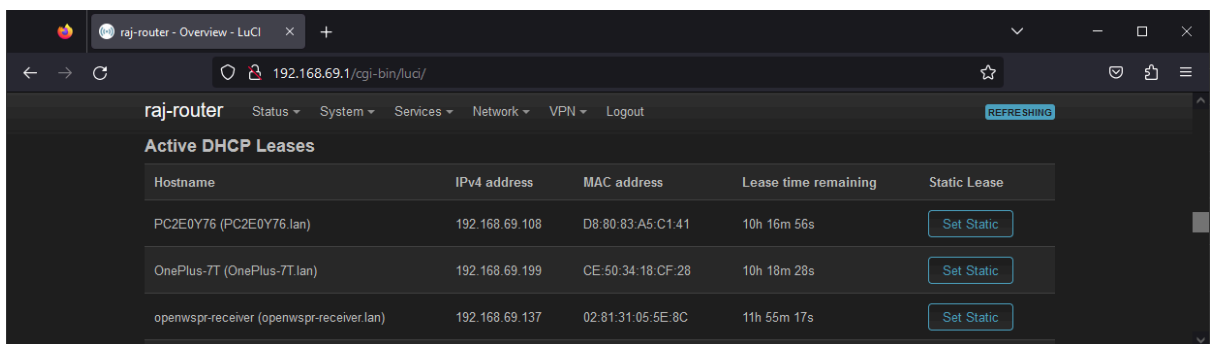 raj-router - Overview - LuCI
192.168.69.1/cgi-bin/luci/
raj-router Status System Services Network VPN Logout REFRESHING
Active DHCP Leases
Hostname IPv4 address MAC address Lease time remaining Static Lease
PC2E0Y76 (PC2E0Y76.lan) 192.168.69.108 D8:80:83:A5:C1:41 10h 16m 56s Set Static
OnePlus-7T (OnePlus-7T.lan) 192.168.69.199 CE:50:34:18:CF:28 10h 18m 28s Set Static
openwspr-receiver (openwspr-receiver.lan) 192.168.69.137 02:81:31:05:5E:8C 11h 55m 17s Set Static